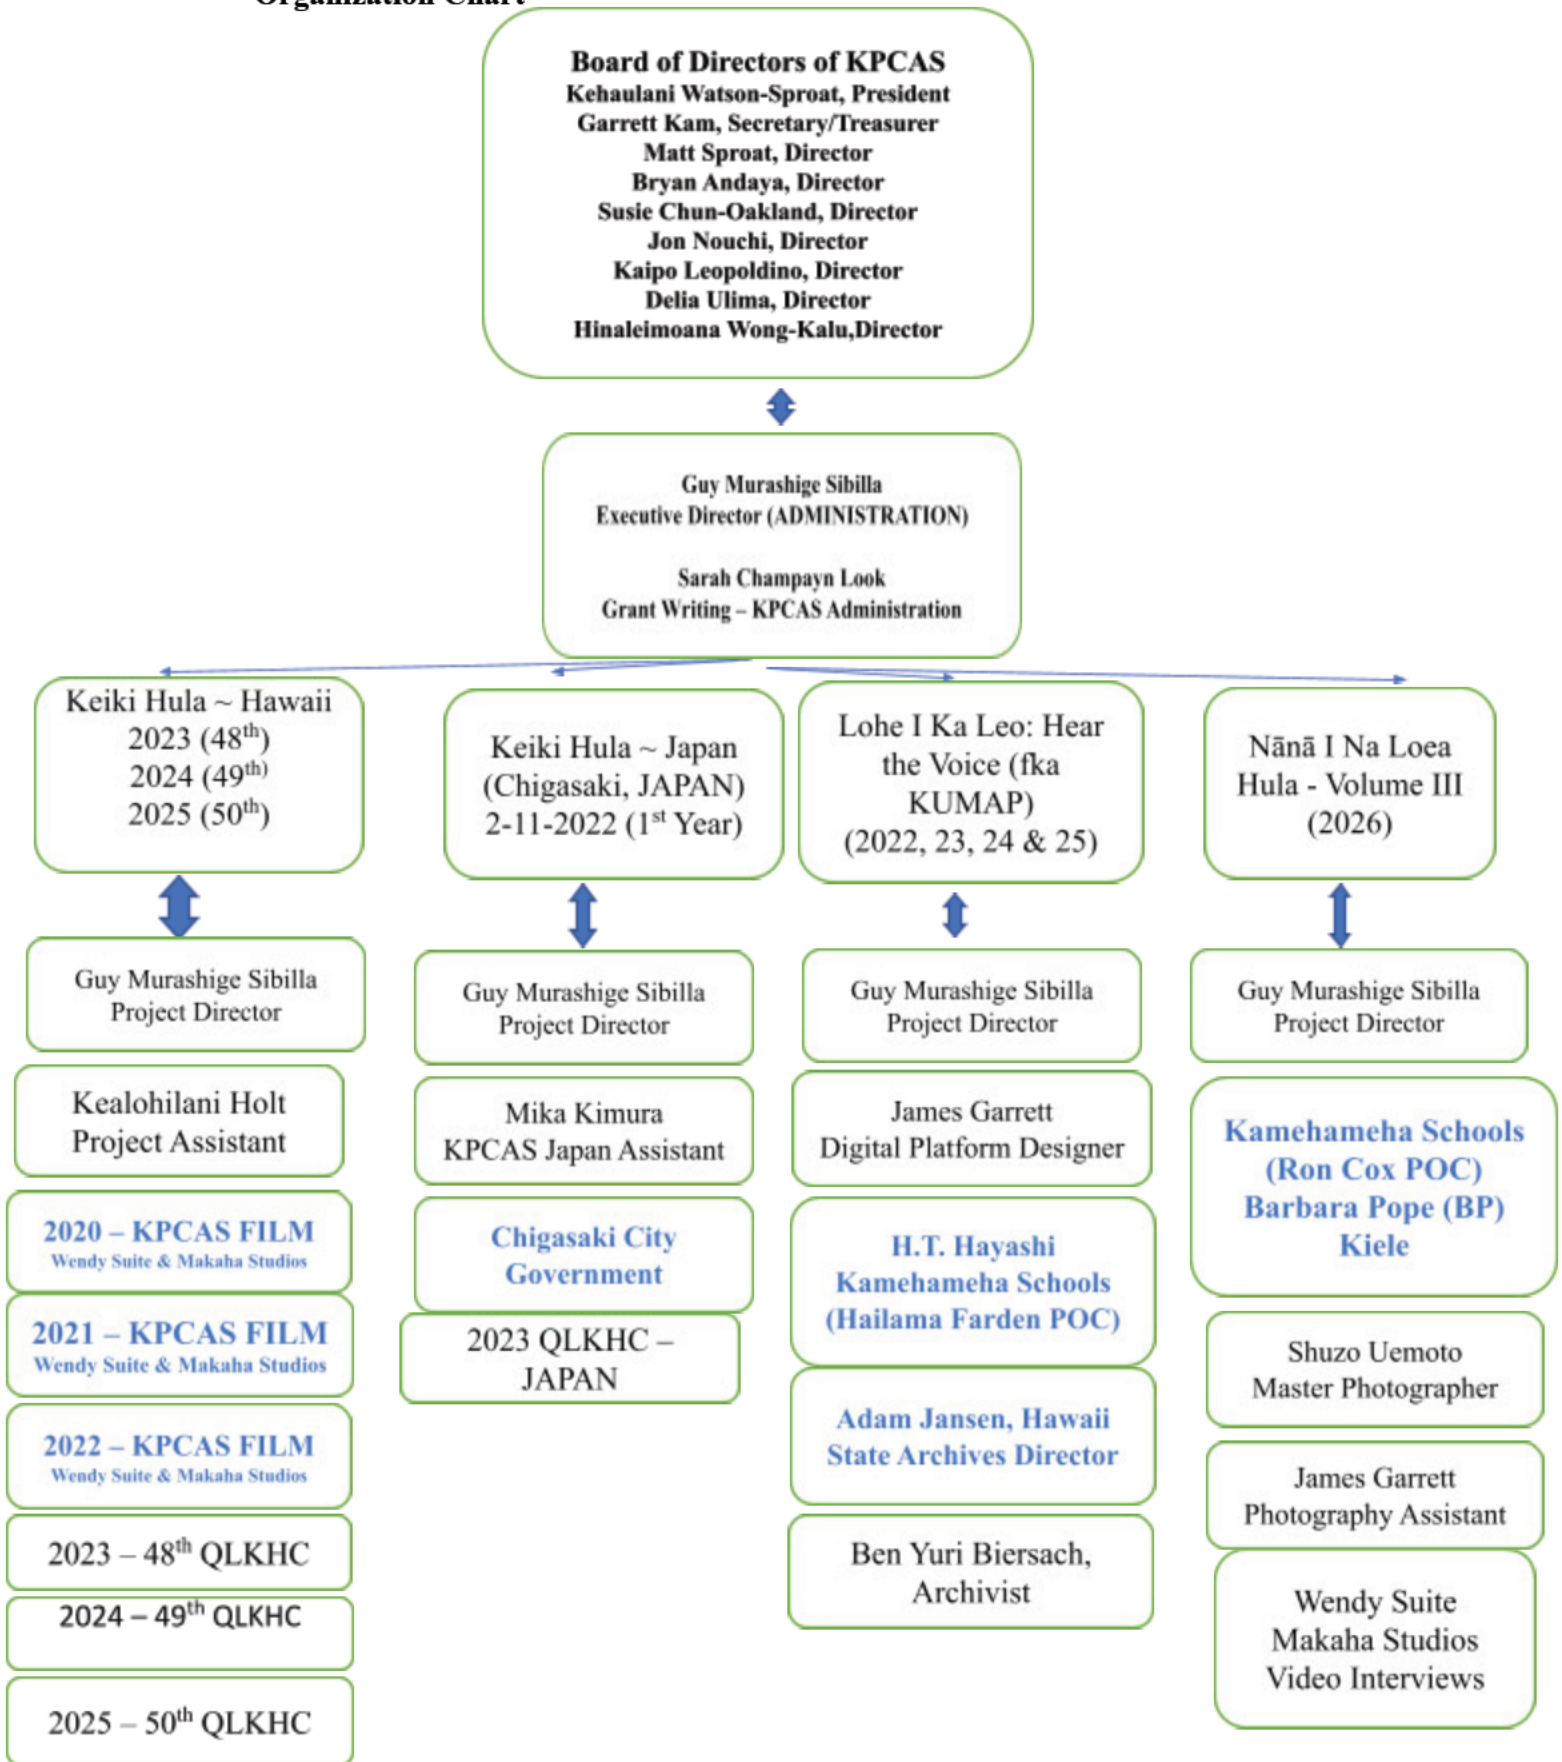 Organization Chart
Board of Directors of KPCAS
Kehaulani Watson-Sproat, President
Garrett Kam, Secretary/Treasurer
Matt Sproat, Director
Bryan Andaya, Director
Susie Chun-Oakland, Director
Jon Nouchi, Director
Kaipo Leopoldino, Director
Delia Ulima, Director
Hinaleimoana Wong-Kalu,Director
Guy Murashige Sibilla
Executive Director (ADMINISTRATION)
Sarah Champayn Look
Grant Writing – KPCAS Administration
Keiki Hula ~ Hawaii
2023 (48th)
2024 (49th)
2025 (50th)
Guy Murashige Sibilla
Project Director
Kealohilani Holt
Project Assistant
2020 – KPCAS FILM
Wendy Suite & Makaha Studios
2021 – KPCAS FILM
Wendy Suite & Makaha Studios
2022 – KPCAS FILM
Wendy Suite & Makaha Studios
2023 – 48th QLKHC
2024 – 49th QLKHC
2025 – 50th QLKHC
Keiki Hula ~ Japan
(Chigasaki, JAPAN)
2-11-2022 (1st Year)
Guy Murashige Sibilla
Project Director
Mika Kimura
KPCAS Japan Assistant
Chigasaki City
Government
2023 QLKHC –
JAPAN
Lohe I Ka Leo: Hear
the Voice (fka
KUMAP)
(2022, 23, 24 & 25)
Guy Murashige Sibilla
Project Director
James Garrett
Digital Platform Designer
H.T. Hayashi
Kamehameha Schools
(Hailama Farden POC)
Adam Jansen, Hawaii
State Archives Director
Ben Yuri Biersach,
Archivist
Nānā I Na Loea
Hula - Volume III
(2026)
Guy Murashige Sibilla
Project Director
Kamehameha Schools
(Ron Cox POC)
Barbara Pope (BP)
Kiele
Shuzo Uemoto
Master Photographer
James Garrett
Photography Assistant
Wendy Suite
Makaha Studios
Video Interviews